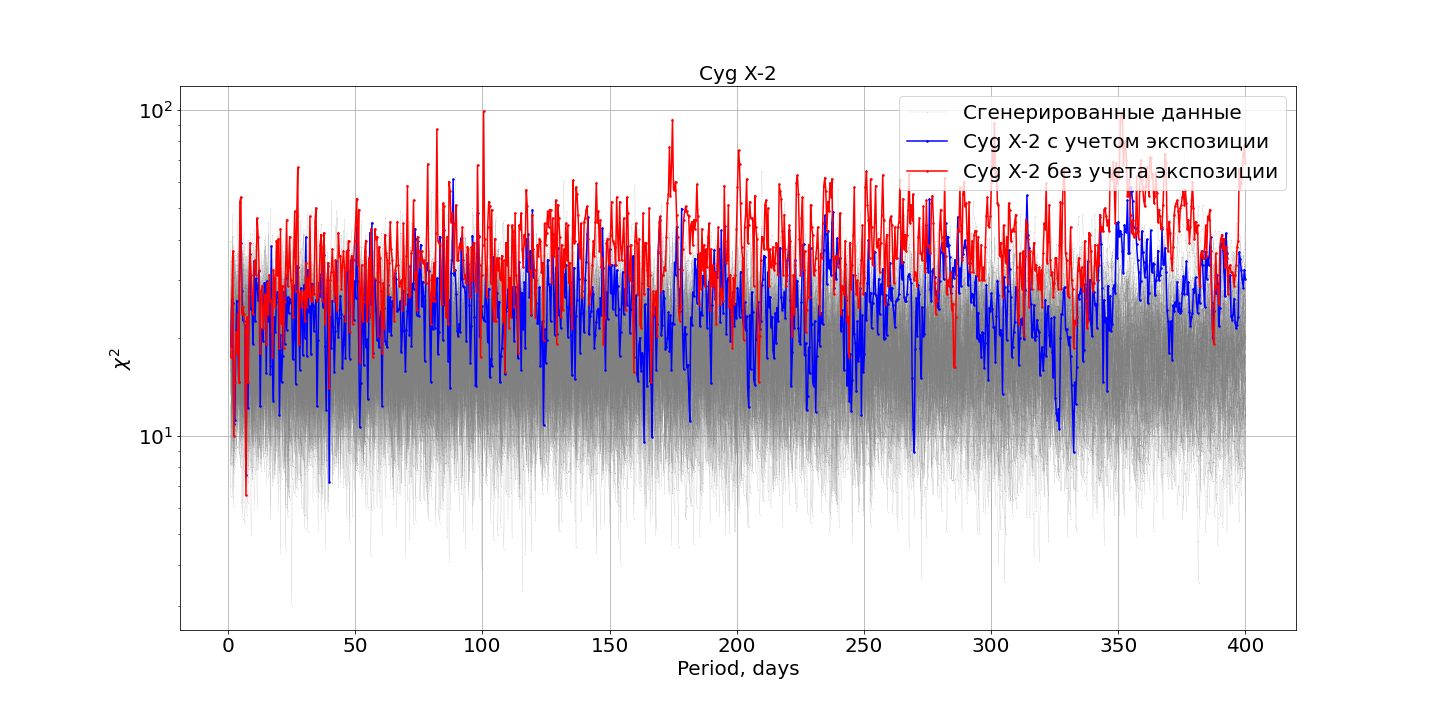 Cyg X-2
10²
Сгенерированные данные
Cyg X-2 с учетом экспозиции
Cyg X-2 без учета экспозиции
χ²
10¹
0 50 100 150 200 250 300 350 400
Period, days